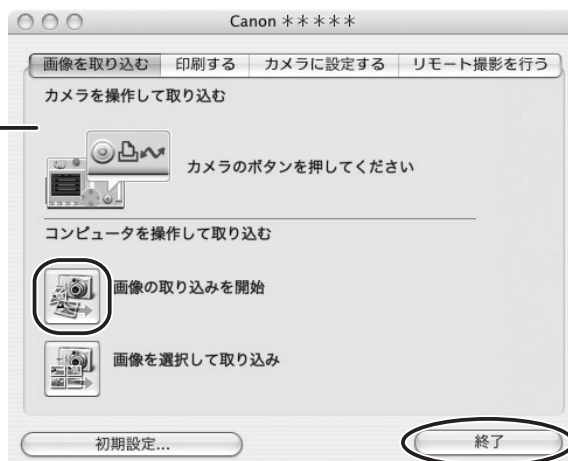 Canon ＊＊＊＊＊
画像を取り込む 印刷する カメラに設定する リモート撮影を行う
カメラを操作して取り込む
カメラのボタンを押してください
コンピュータを操作して取り込む
画像の取り込みを開始
画像を選択して取り込み
初期設定... 終了